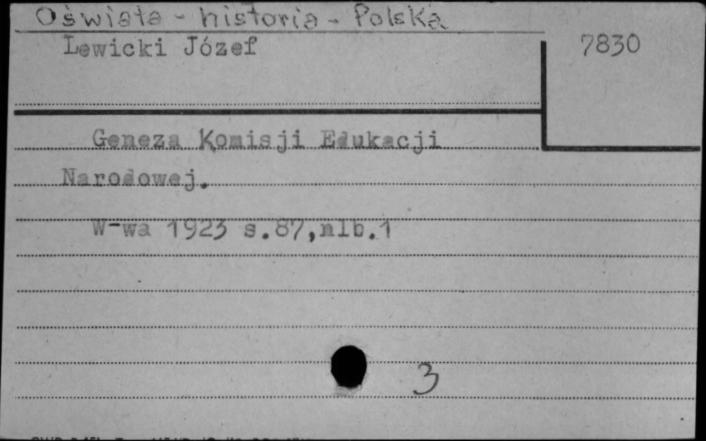 Oświata - historia - Polska
Lewicki Józef
7830
Geneza Komisji Edukacji
Narodowej.
W-wa 1923 s.87,nlb.1
3